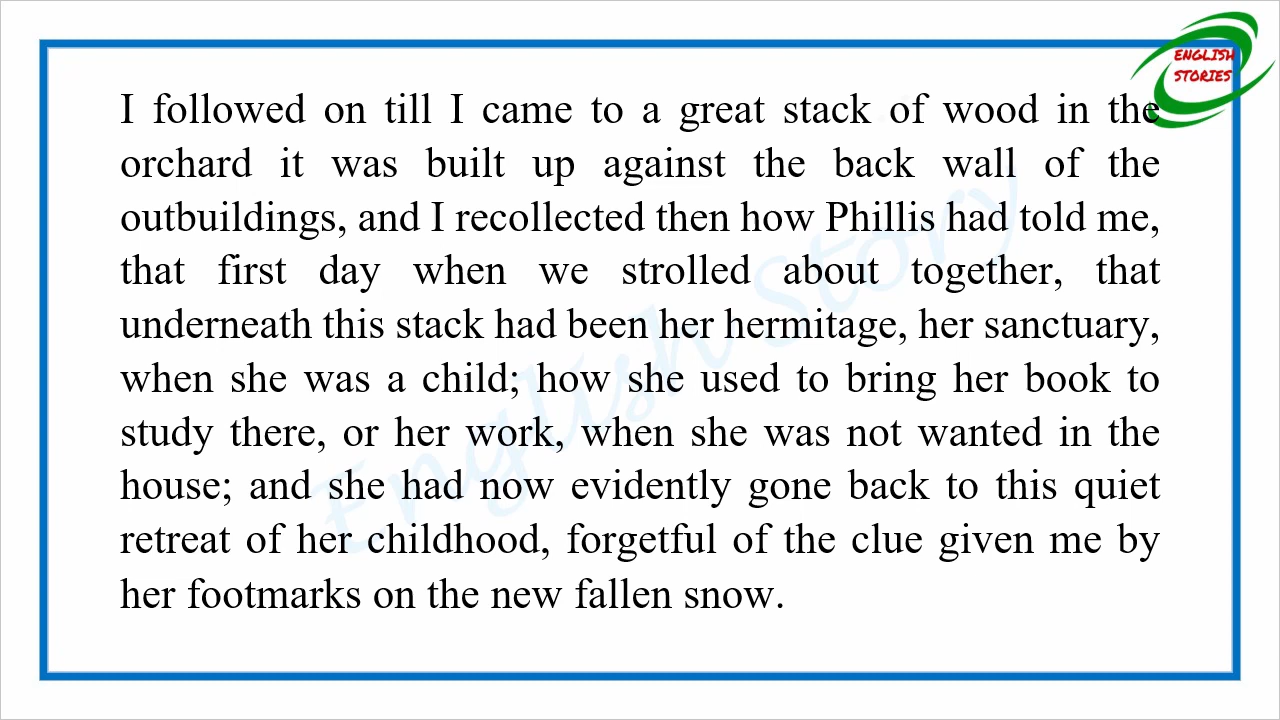 ENGLISH
STORIES
I followed on till I came to a great stack of wood in the
orchard it was built up against the back wall of the
outbuildings, and I recollected then how Phillis had told me,
that first day when we strolled about together, that
underneath this stack had been her hermitage, her sanctuary,
when she was a child; how she used to bring her book to
study there, or her work, when she was not wanted in the
house; and she had now evidently gone back to this quiet
retreat of her childhood, forgetful of the clue given me by
her footmarks on the new fallen snow.
English Story